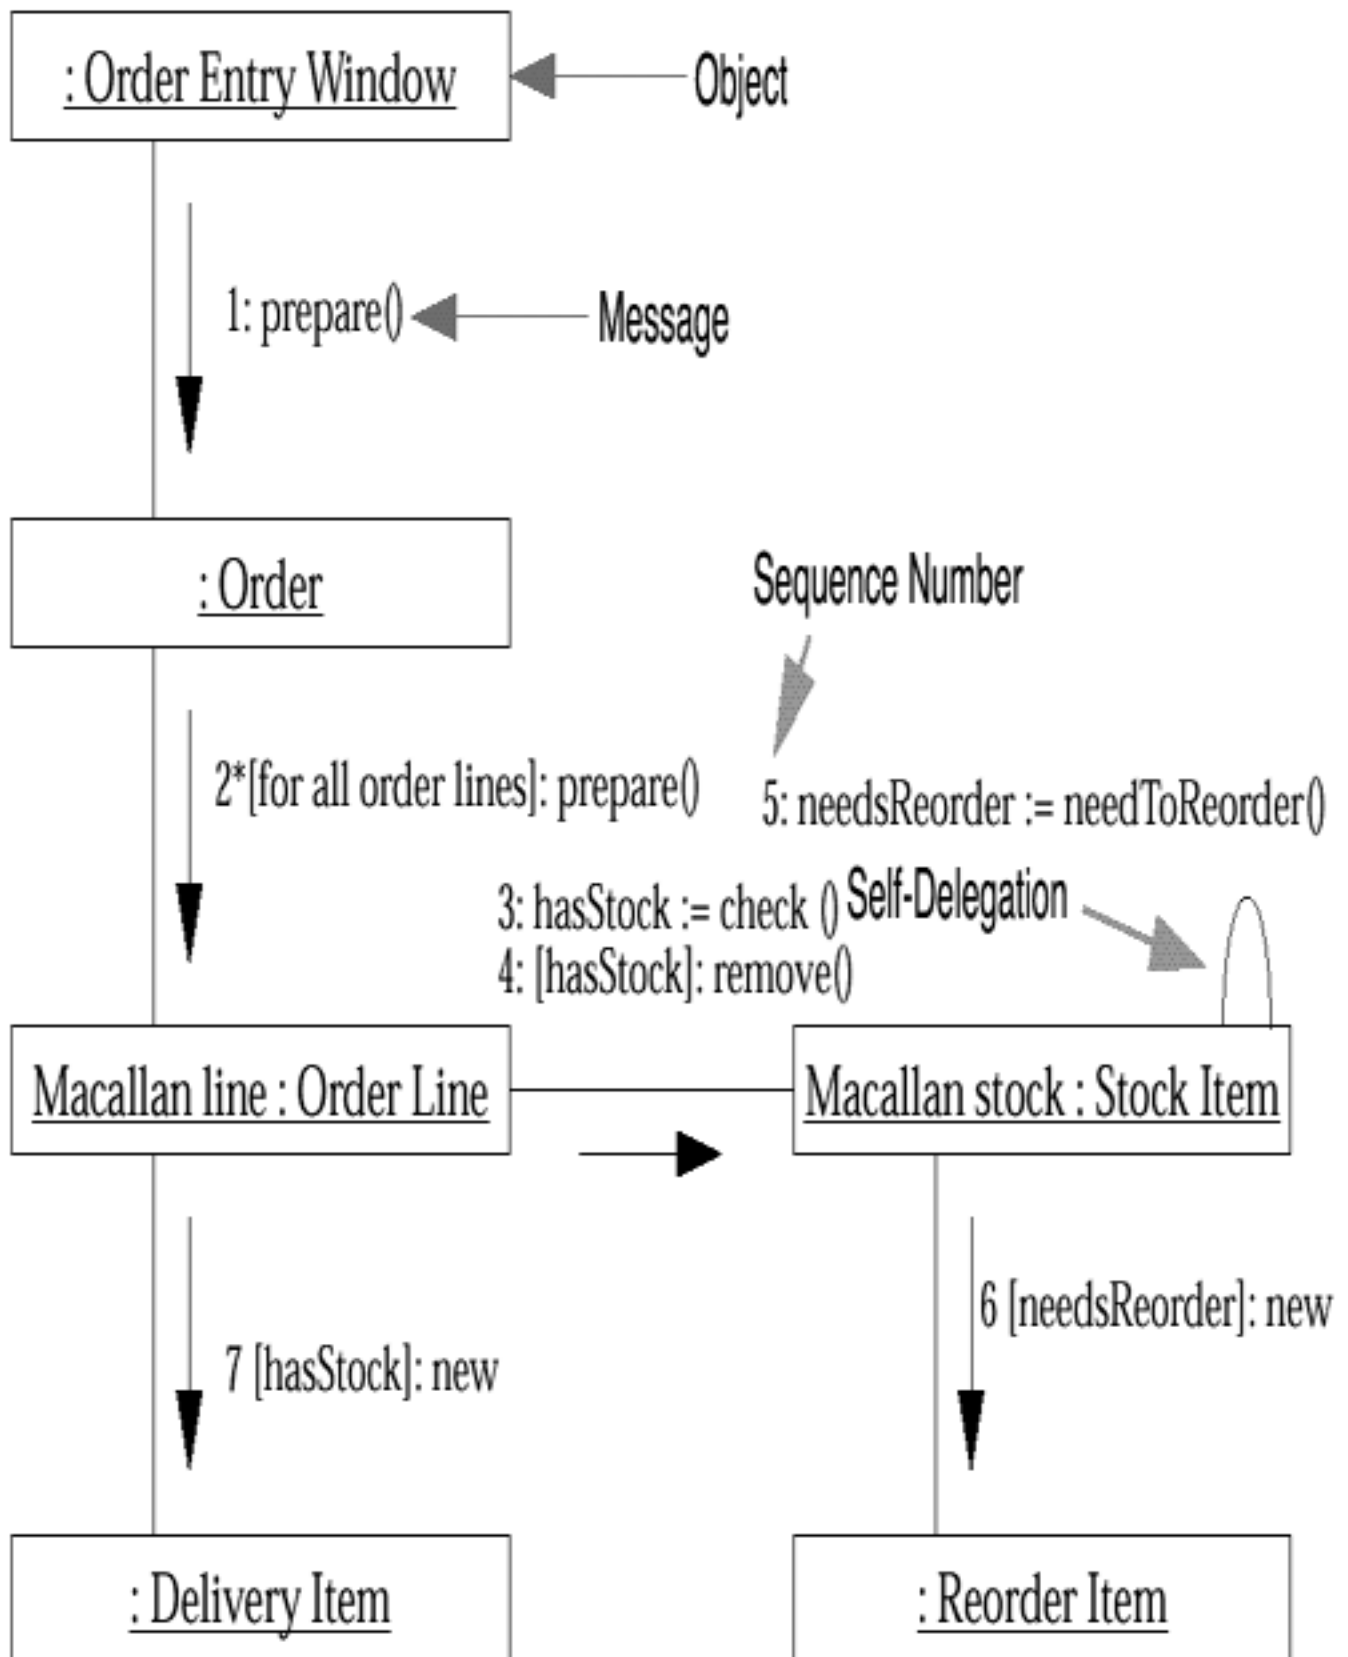 : Order Entry Window
Object
1: prepare()
Message
: Order
Sequence Number
2*[for all order lines]: prepare()
5: needsReorder := needToReorder()
3: hasStock := check ()
Self-Delegation
4: [hasStock]: remove()
Macallan line : Order Line
Macallan stock : Stock Item
6 [needsReorder]: new
7 [hasStock]: new
: Delivery Item
: Reorder Item